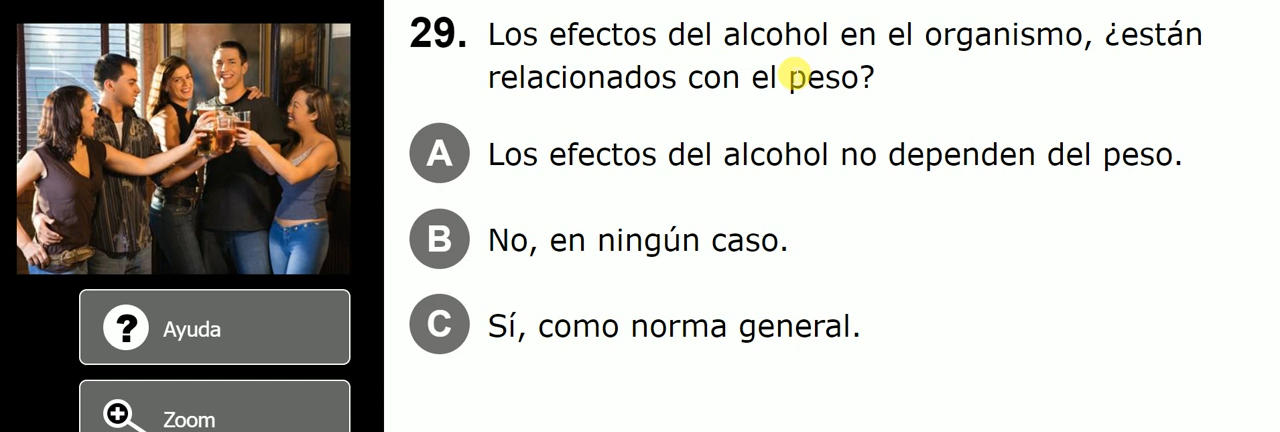 29. Los efectos del alcohol en el organismo, ¿están
relacionados con el peso?
A Los efectos del alcohol no dependen del peso.
B No, en ningún caso.
C Sí, como norma general.
? Ayuda
Zoom